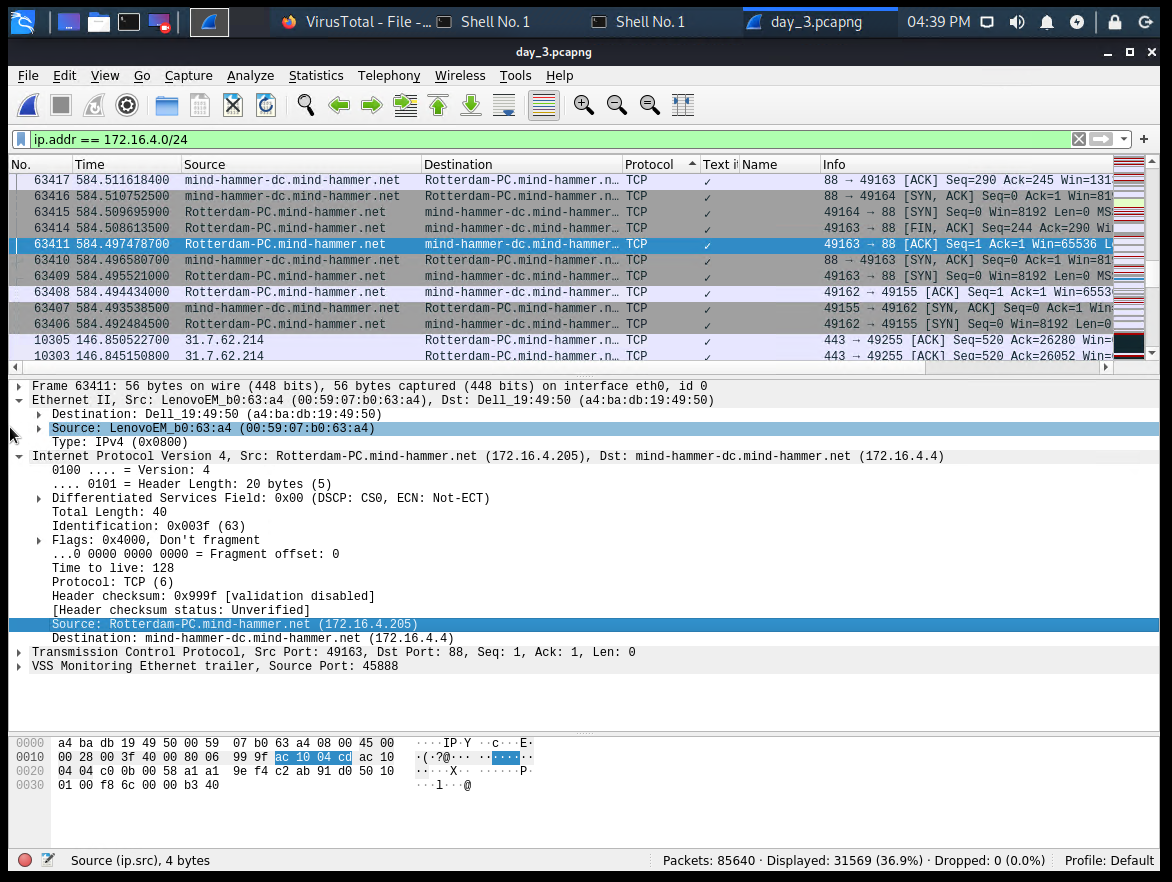 VirusTotal - File -... Shell No. 1 Shell No. 1 day_3.pcapng 04:39 PM
day_3.pcapng
File Edit View Go Capture Analyze Statistics Telephony Wireless Tools Help
ip.addr == 172.16.4.0/24
No. Time Source Destination Protocol Text i Name Info
63417 584.511618400 mind-hammer-dc.mind-hammer.net Rotterdam-PC.mind-hammer.n… TCP ✓ 88 → 49163 [ACK] Seq=290 Ack=245 Win=131
63416 584.510752500 mind-hammer-dc.mind-hammer.net Rotterdam-PC.mind-hammer.n… TCP ✓ 88 → 49164 [SYN, ACK] Seq=0 Ack=1 Win=81
63415 584.509695900 Rotterdam-PC.mind-hammer.net mind-hammer-dc.mind-hammer… TCP ✓ 49164 → 88 [SYN] Seq=0 Win=8192 Len=0 MS
63414 584.508613500 Rotterdam-PC.mind-hammer.net mind-hammer-dc.mind-hammer… TCP ✓ 49163 → 88 [FIN, ACK] Seq=244 Ack=290 Wi
63411 584.497478700 Rotterdam-PC.mind-hammer.net mind-hammer-dc.mind-hammer… TCP ✓ 49163 → 88 [ACK] Seq=1 Ack=1 Win=65536 L
63410 584.496580700 mind-hammer-dc.mind-hammer.net Rotterdam-PC.mind-hammer.n… TCP ✓ 88 → 49163 [SYN, ACK] Seq=0 Ack=1 Win=81
63409 584.495521000 Rotterdam-PC.mind-hammer.net mind-hammer-dc.mind-hammer… TCP ✓ 49163 → 88 [SYN] Seq=0 Win=8192 Len=0 MS
63408 584.494434000 Rotterdam-PC.mind-hammer.net mind-hammer-dc.mind-hammer… TCP ✓ 49162 → 49155 [ACK] Seq=1 Ack=1 Win=6553
63407 584.493538500 mind-hammer-dc.mind-hammer.net Rotterdam-PC.mind-hammer.n… TCP ✓ 49155 → 49162 [SYN, ACK] Seq=0 Ack=1 Win
63406 584.492484500 Rotterdam-PC.mind-hammer.net mind-hammer-dc.mind-hammer… TCP ✓ 49162 → 49155 [SYN] Seq=0 Win=8192 Len=0
10305 146.850522700 31.7.62.214 Rotterdam-PC.mind-hammer.n… TCP ✓ 443 → 49255 [ACK] Seq=520 Ack=26280 Win=
10303 146.845150800 31.7.62.214 Rotterdam-PC.mind-hammer.n… TCP ✓ 443 → 49255 [ACK] Seq=520 Ack=26052 Win=
Frame 63411: 56 bytes on wire (448 bits), 56 bytes captured (448 bits) on interface eth0, id 0
Ethernet II, Src: LenovoEM_b0:63:a4 (00:59:07:b0:63:a4), Dst: Dell_19:49:50 (a4:ba:db:19:49:50)
Destination: Dell_19:49:50 (a4:ba:db:19:49:50)
Source: LenovoEM_b0:63:a4 (00:59:07:b0:63:a4)
Type: IPv4 (0x0800)
Internet Protocol Version 4, Src: Rotterdam-PC.mind-hammer.net (172.16.4.205), Dst: mind-hammer-dc.mind-hammer.net (172.16.4.4)
0100 .... = Version: 4
.... 0101 = Header Length: 20 bytes (5)
Differentiated Services Field: 0x00 (DSCP: CS0, ECN: Not-ECT)
Total Length: 40
Identification: 0x003f (63)
Flags: 0x4000, Don't fragment
...0 0000 0000 0000 = Fragment offset: 0
Time to live: 128
Protocol: TCP (6)
Header checksum: 0x999f [validation disabled]
[Header checksum status: Unverified]
Source: Rotterdam-PC.mind-hammer.net (172.16.4.205)
Destination: mind-hammer-dc.mind-hammer.net (172.16.4.4)
Transmission Control Protocol, Src Port: 49163, Dst Port: 88, Seq: 1, Ack: 1, Len: 0
VSS Monitoring Ethernet trailer, Source Port: 45888
0000 a4 ba db 19 49 50 00 59 07 b0 63 a4 08 00 45 00 ····IP·Y ··c···E·
0010 00 28 00 3f 40 00 80 06 99 9f ac 10 04 cd ac 10 ·(·?@··· ········
0020 04 04 c0 0b 00 58 a1 a1 9e f4 c2 ab 91 d0 50 10 ·····X·· ······P·
0030 01 00 f8 6c 00 00 b3 40 ···l···@
Source (ip.src), 4 bytes Packets: 85640 · Displayed: 31569 (36.9%) · Dropped: 0 (0.0%) Profile: Default